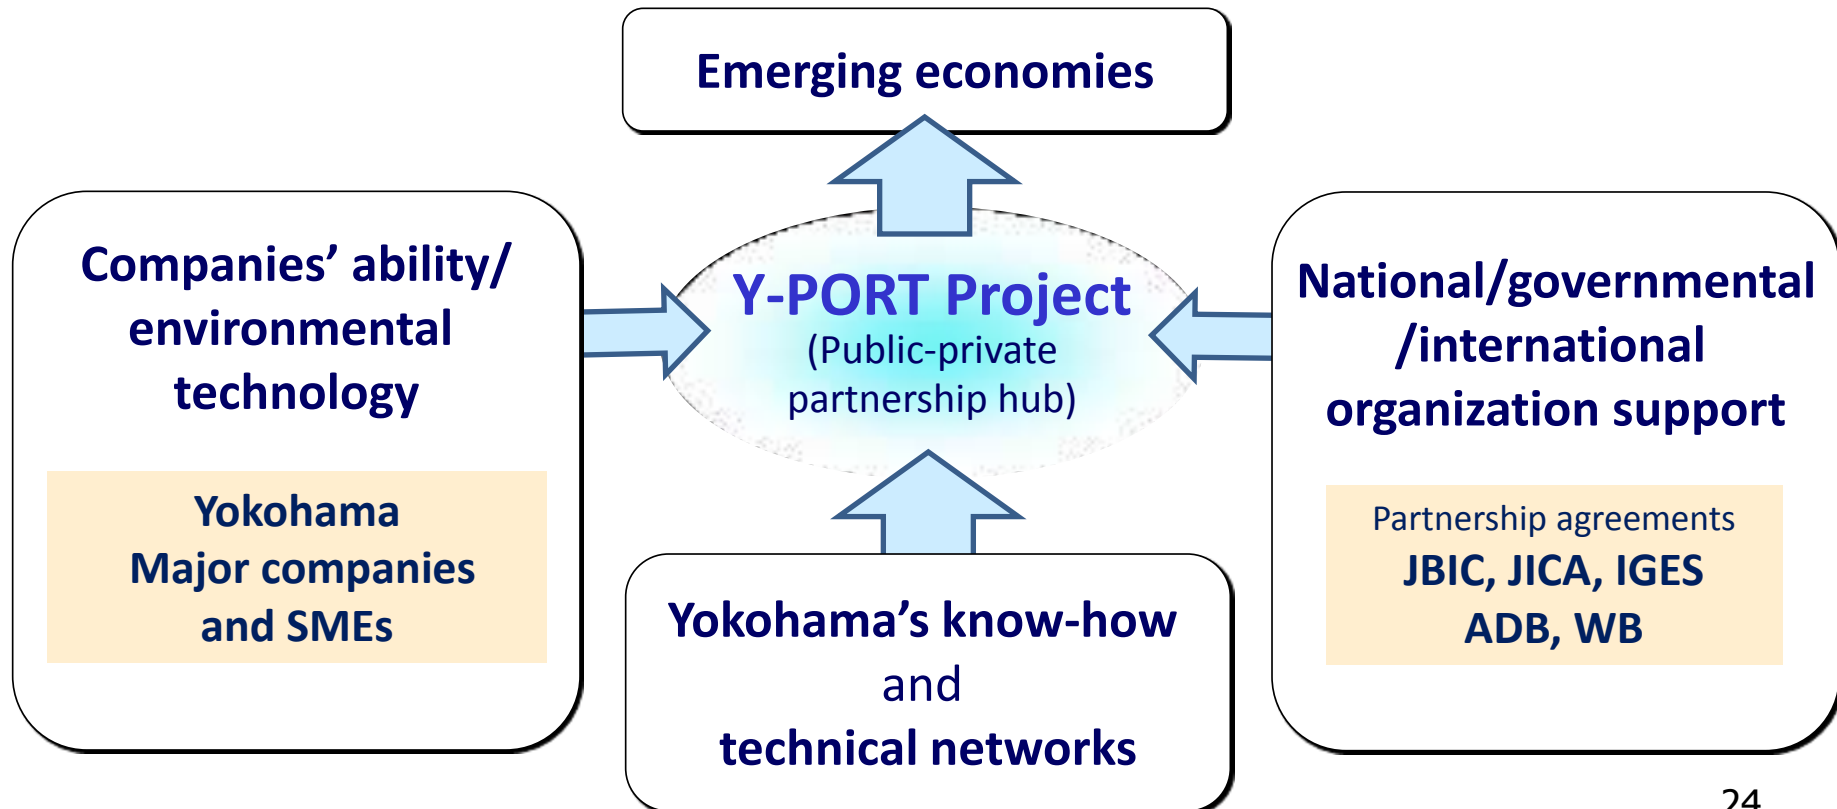 Emerging economies
Companies’ ability/
environmental
technology
Yokohama
Major companies
and SMEs
Y-PORT Project
(Public-private
partnership hub)
National/governmental
/international
organization support
Partnership agreements
JBIC, JICA, IGES
ADB, WB
Yokohama’s know-how
and
technical networks
24